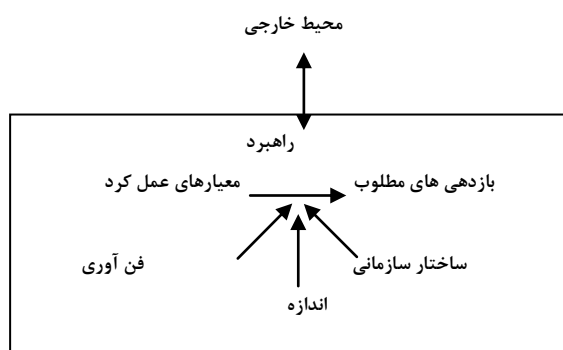 محیط خارجی
راهبرد
بازدهی های مطلوب
معیارهای عمل کرد
ساختار سازمانی
فن آوری
اندازه